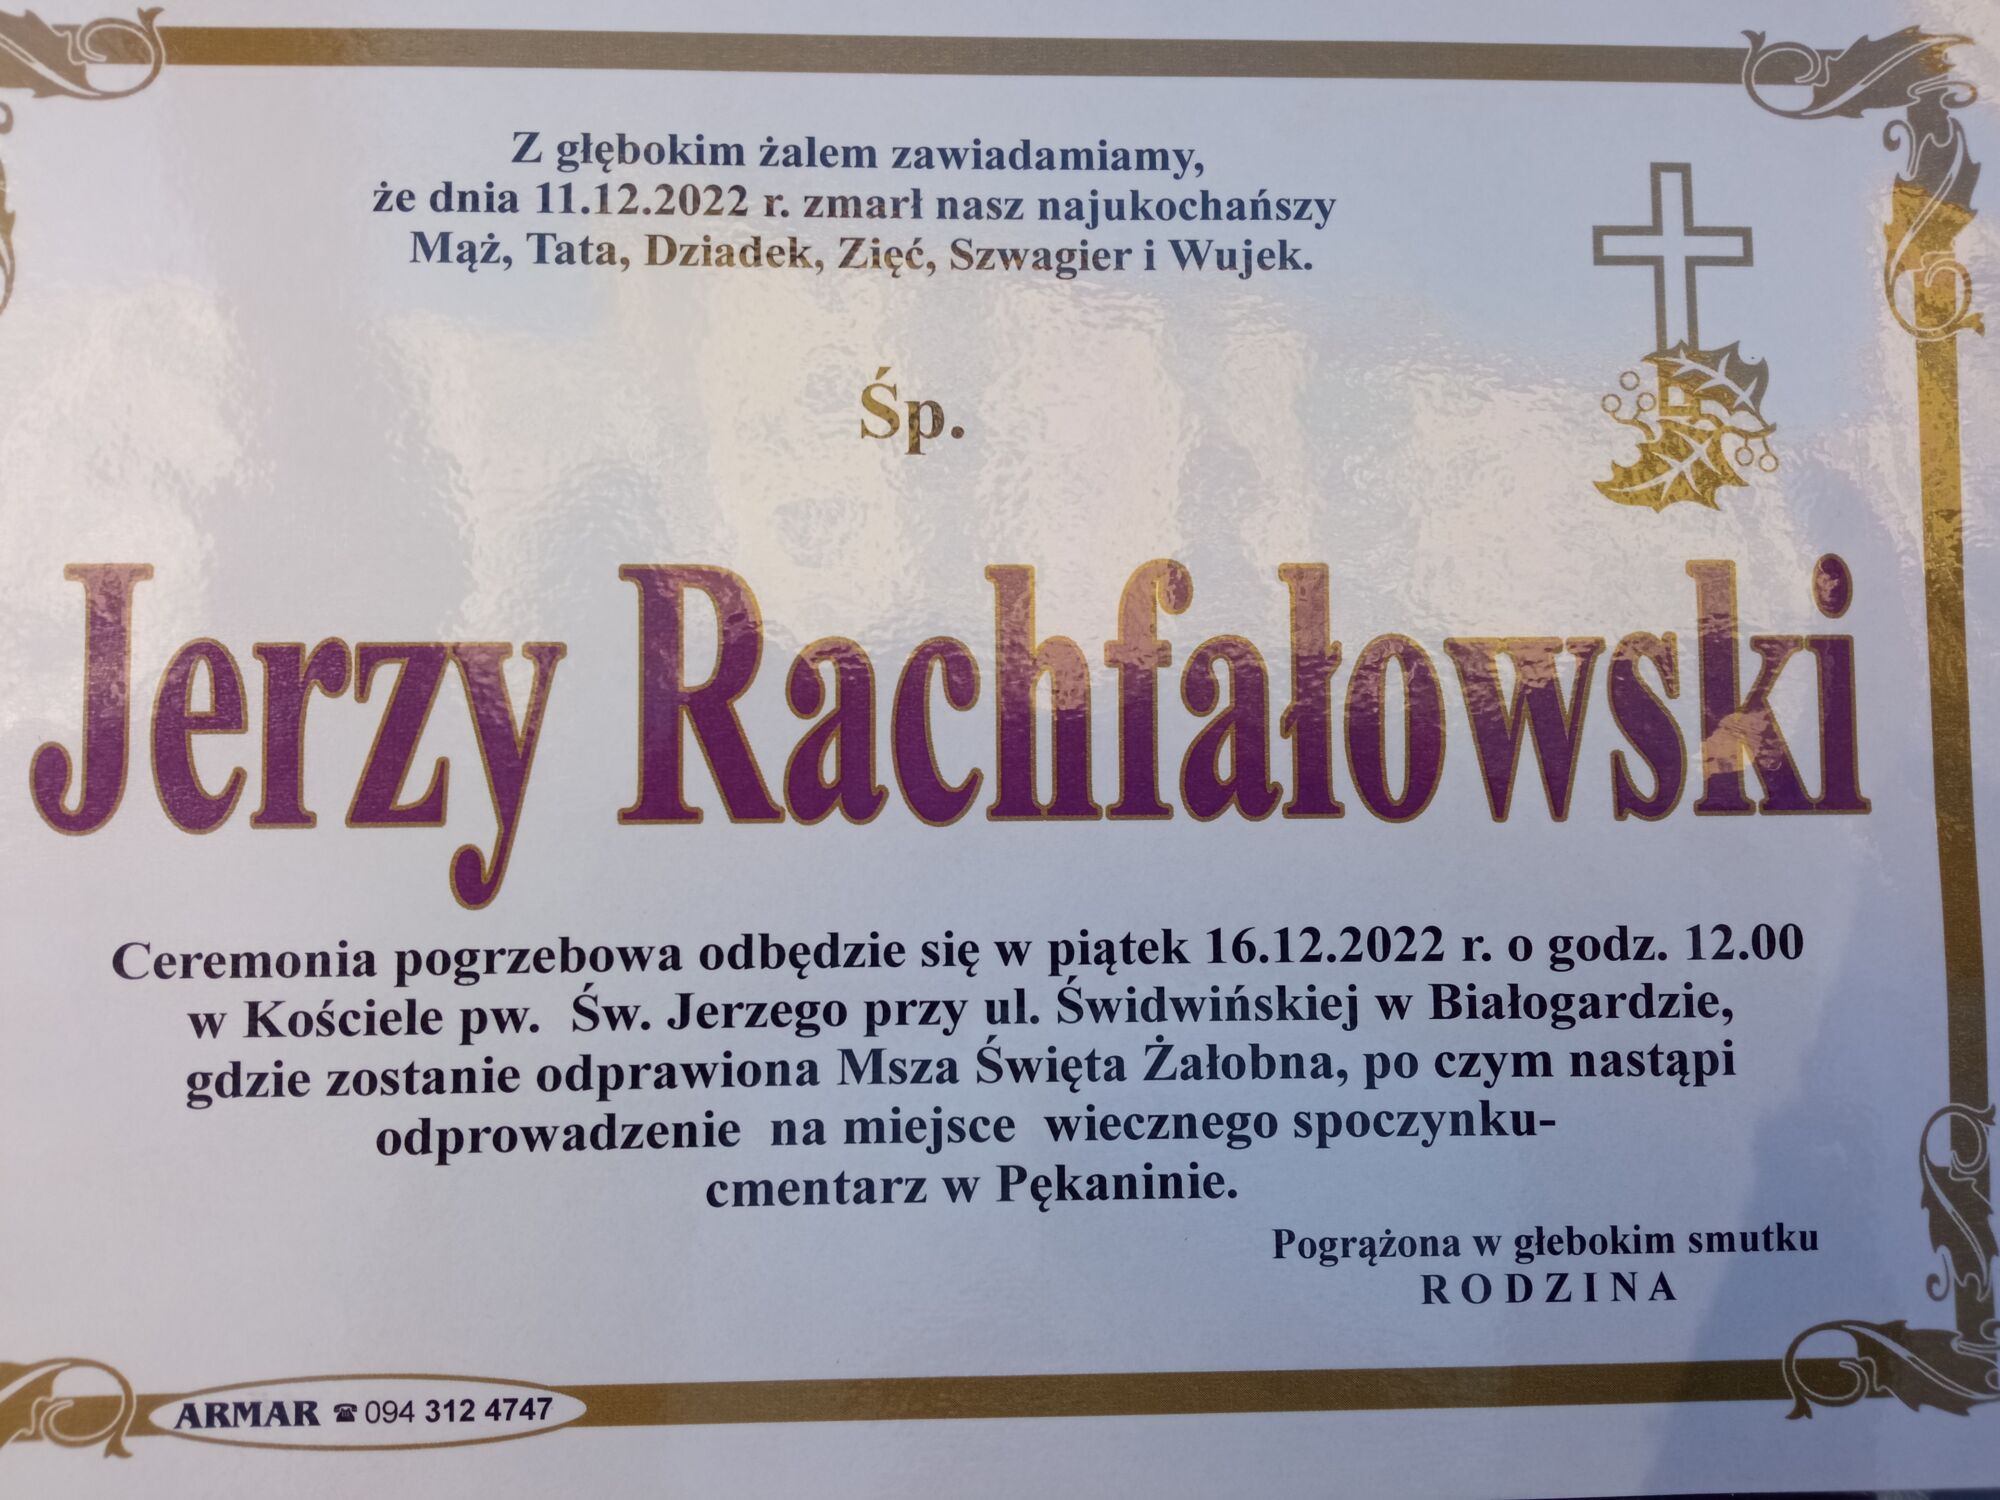 Z głębokim żalem zawiadamiamy,
że dnia 11.12.2022 r. zmarł nasz najukochańszy
Mąż, Tata, Dziadek, Zięć, Szwagier i Wujek.
Śp.
Jerzy Rachfałowski
Ceremonia pogrzebowa odbędzie się w piątek 16.12.2022 r. o godz. 12.00
w Kościele pw. Św. Jerzego przy ul. Świdwińskiej w Białogardzie,
gdzie zostanie odprawiona Msza Święta Żałobna, po czym nastąpi
odprowadzenie na miejsce wiecznego spoczynku-
cmentarz w Pękaninie.
Pogrążona w głebokim smutku
R O D Z I N A
ARMAR ☎ 094 312 4747